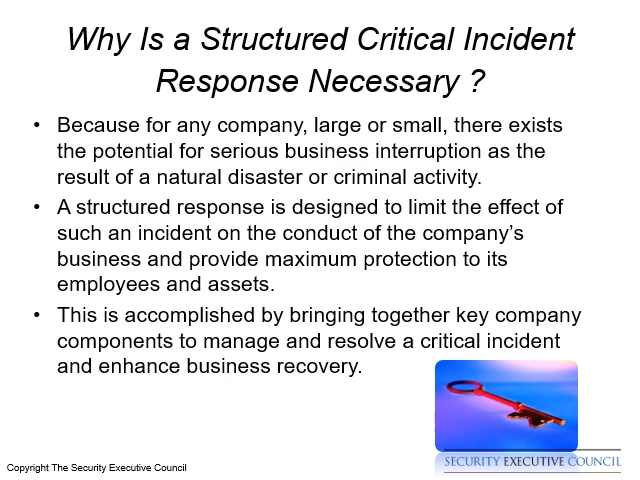 Why Is a Structured Critical Incident
Response Necessary ?
• Because for any company, large or small, there exists
the potential for serious business interruption as the
result of a natural disaster or criminal activity.
• A structured response is designed to limit the effect of
such an incident on the conduct of the company’s
business and provide maximum protection to its
employees and assets.
• This is accomplished by bringing together key company
components to manage and resolve a critical incident
and enhance business recovery.
SECURITY EXECUTIVE COUNCIL
Copyright The Security Executive Council